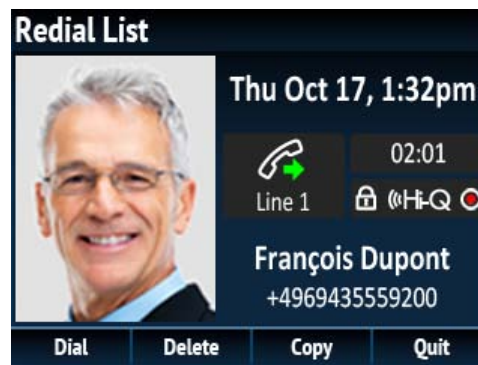 Redial List
Thu Oct 17, 1:32pm
Line 1
02:01
Hi-Q
François Dupont
+4969435559200
Dial Delete Copy Quit